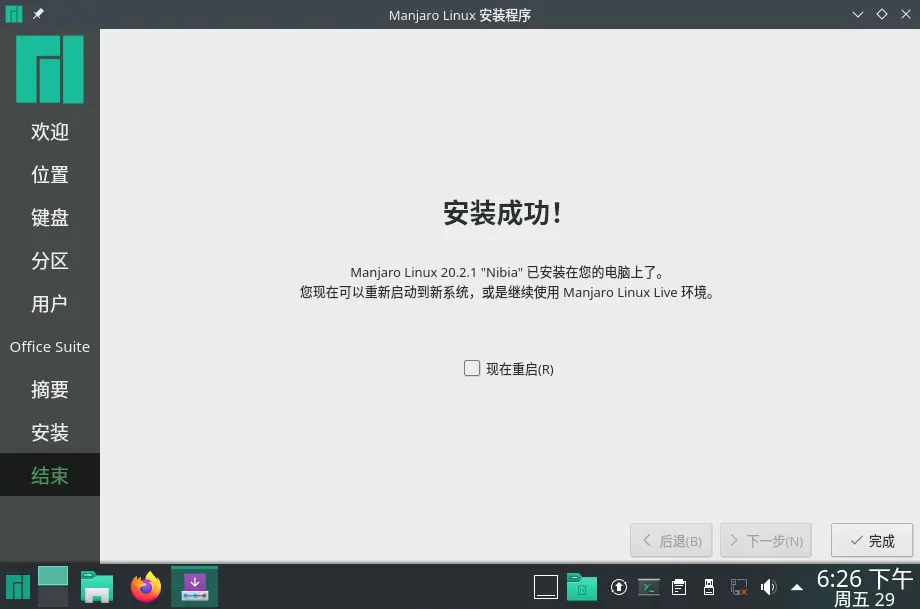 Manjaro Linux 安装程序
欢迎
位置
键盘
分区
用户
Office Suite
摘要
安装
结束
安装成功!
Manjaro Linux 20.2.1 "Nibia" 已安装在您的电脑上了。
您现在可以重新启动到新系统，或是继续使用 Manjaro Linux Live 环境。
现在重启(R)
后退(B)
下一步(N)
完成
6:26 下午
周五 29